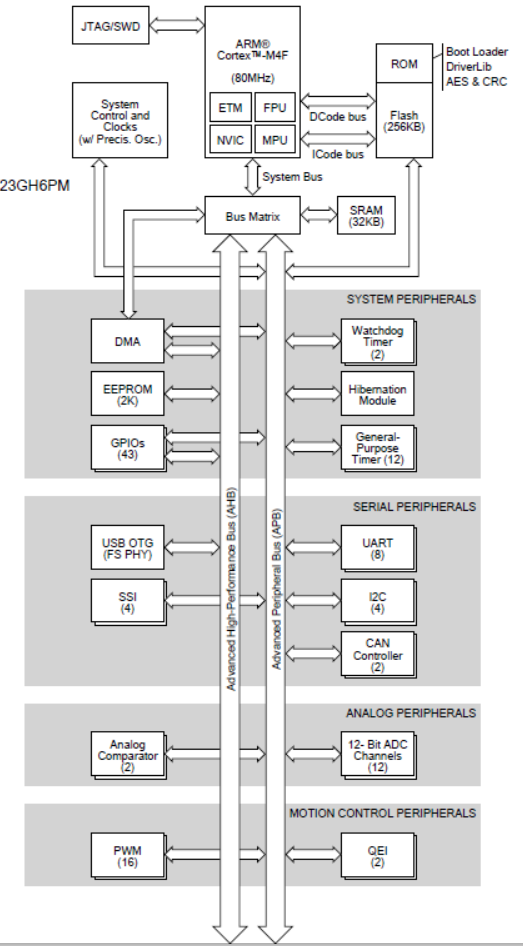 JTAG/SWD
ARM®
Cortex™-M4F
(80MHz)
ETM
FPU
NVIC
MPU
ROM
Boot Loader
DriverLib
AES & CRC
Flash
(256KB)
DCode bus
ICode bus
System
Control and
Clocks
(w/ Precis. Osc.)
23GH6PM
System Bus
Bus Matrix
SRAM
(32KB)
SYSTEM PERIPHERALS
DMA
Watchdog
Timer
(2)
EEPROM
(2K)
Hibernation
Module
GPIOs
(43)
General-
Purpose
Timer (12)
Advanced High-Performance Bus (AHB)
Advanced Peripheral Bus (APB)
SERIAL PERIPHERALS
USB OTG
(FS PHY)
UART
(8)
SSI
(4)
I2C
(4)
CAN
Controller
(2)
ANALOG PERIPHERALS
Analog
Comparator
(2)
12- Bit ADC
Channels
(12)
MOTION CONTROL PERIPHERALS
PWM
(16)
QEI
(2)